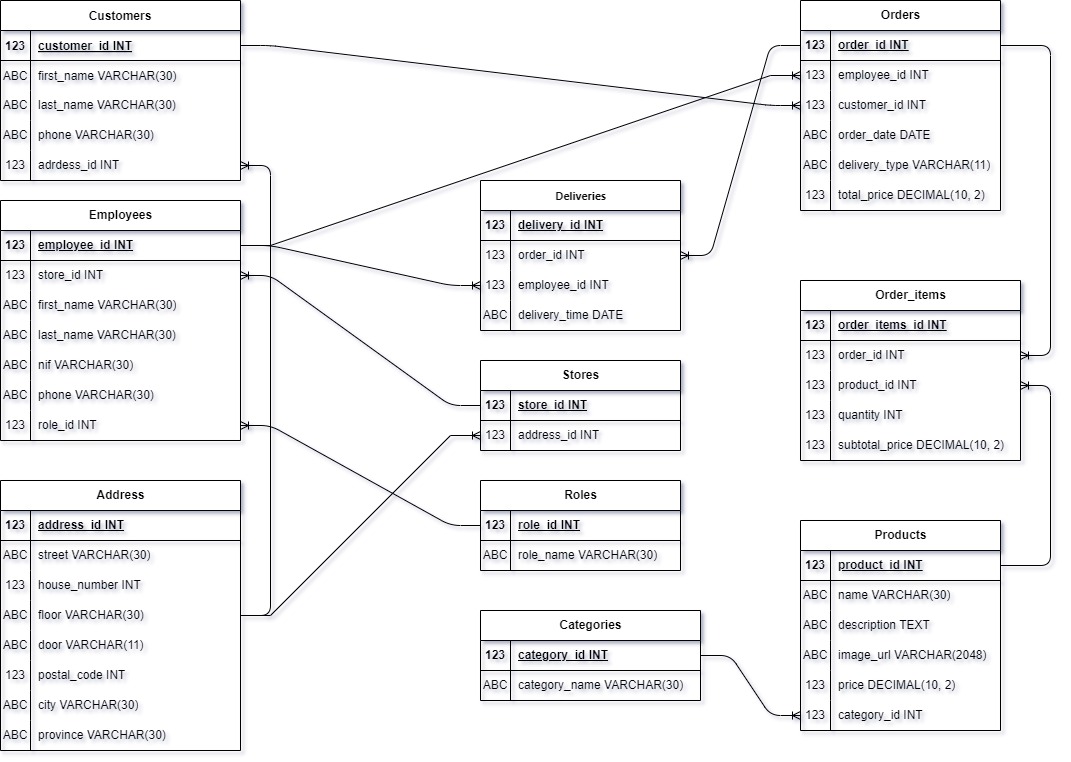 Customers
123 customer_id INT
ABC first_name VARCHAR(30)
ABC last_name VARCHAR(30)
ABC phone VARCHAR(30)
123 adrdess_id INT
Employees
123 employee_id INT
123 store_id INT
ABC first_name VARCHAR(30)
ABC last_name VARCHAR(30)
ABC nif VARCHAR(30)
ABC phone VARCHAR(30)
123 role_id INT
Address
123 address_id INT
ABC street VARCHAR(30)
123 house_number INT
ABC floor VARCHAR(30)
ABC door VARCHAR(11)
123 postal_code INT
ABC city VARCHAR(30)
ABC province VARCHAR(30)
Deliveries
123 delivery_id INT
123 order_id INT
123 employee_id INT
ABC delivery_time DATE
Stores
123 store_id INT
123 address_id INT
Roles
123 role_id INT
ABC role_name VARCHAR(30)
Categories
123 category_id INT
ABC category_name VARCHAR(30)
Orders
123 order_id INT
123 employee_id INT
123 customer_id INT
ABC order_date DATE
ABC delivery_type VARCHAR(11)
123 total_price DECIMAL(10, 2)
Order_items
123 order_items_id INT
123 order_id INT
123 product_id INT
123 quantity INT
123 subtotal_price DECIMAL(10, 2)
Products
123 product_id INT
ABC name VARCHAR(30)
ABC description TEXT
ABC image_url VARCHAR(2048)
123 price DECIMAL(10, 2)
123 category_id INT